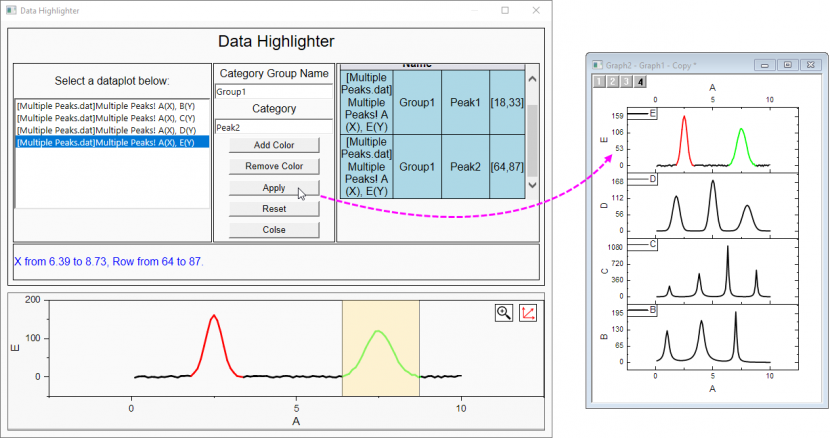 Data Highlighter
Data Highlighter
Select a dataplot below:
[Multiple Peaks.dat]Multiple Peaks! A(X), B(Y)
[Multiple Peaks.dat]Multiple Peaks! A(X), C(Y)
[Multiple Peaks.dat]Multiple Peaks! A(X), D(Y)
[Multiple Peaks.dat]Multiple Peaks! A(X), E(Y)
Category Group Name
Group1
Category
Peak2
Add Color
Remove Color
Apply
Reset
Colse
Name
[Multiple
Peaks.dat]
Multiple
Peaks! A
(X), E(Y)
Group1
Peak1
[18,33]
[Multiple
Peaks.dat]
Multiple
Peaks! A
(X), E(Y)
Group1
Peak2
[64,87]
X from 6.39 to 8.73, Row from 64 to 87.
200
100
0
E
0
5
10
A
Graph2 - Graph1 - Copy *
1 2 3 4
A
0 5 10
E
159
106
53
0
E
D
168
112
56
0
D
C
1080
720
360
0
C
B
195
130
65
0
B
0 5 10
A